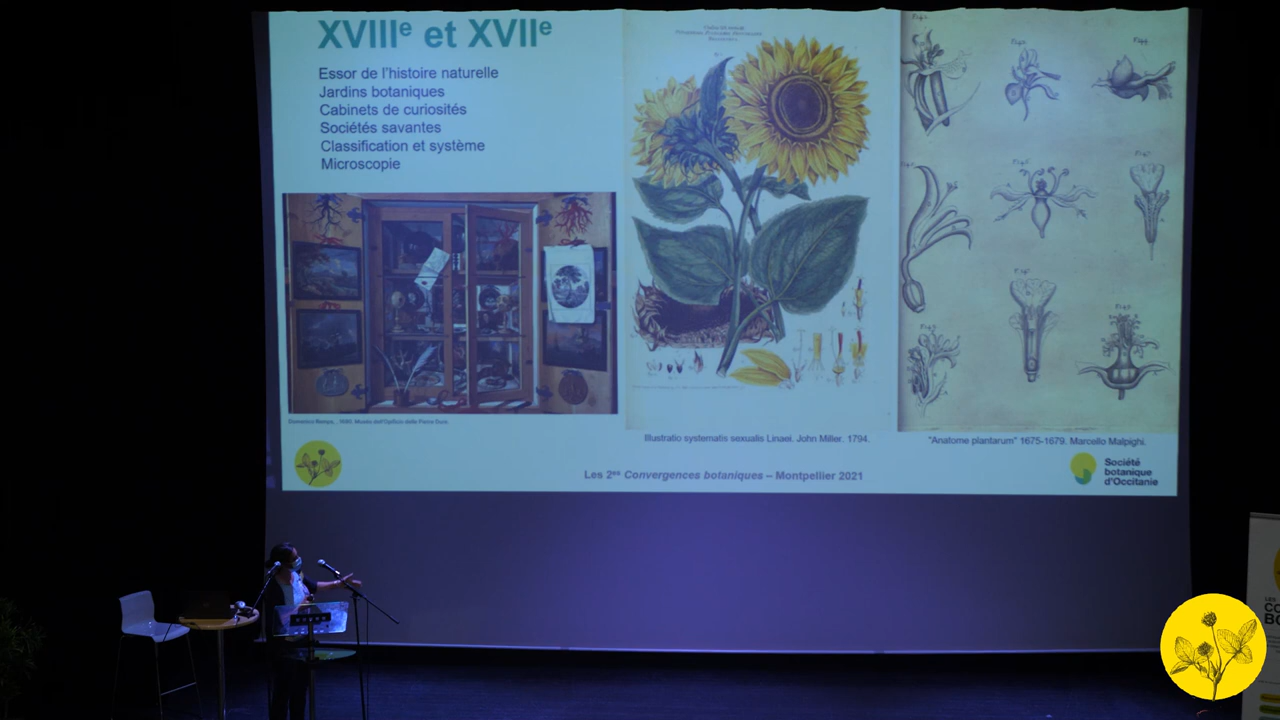 XVIIIe et XVIIe
Essor de l'histoire naturelle
Jardins botaniques
Cabinets de curiosités
Sociétés savantes
Classification et système
Microscopie
Illustratio systematis sexualis Linaei. John Miller. 1794.
"Anatome plantarum" 1675-1679. Marcello Malpighi.
Les 2es Convergences botaniques – Montpellier 2021
Société
botanique
d'Occitanie